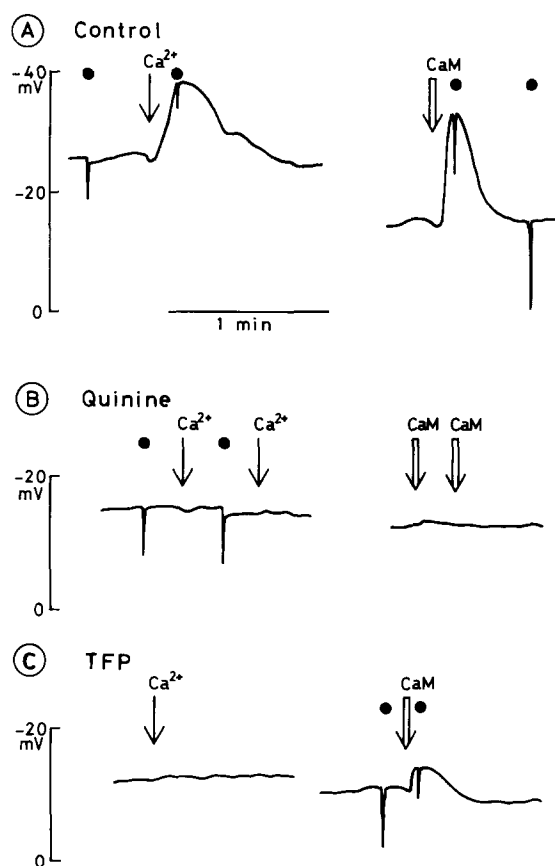 A Control
Ca²⁺
CaM
-40
mV
-20
0
1 min
B Quinine
Ca²⁺ Ca²⁺
CaM CaM
-20
mV
0
C TFP
Ca²⁺
CaM
-20
mV
0